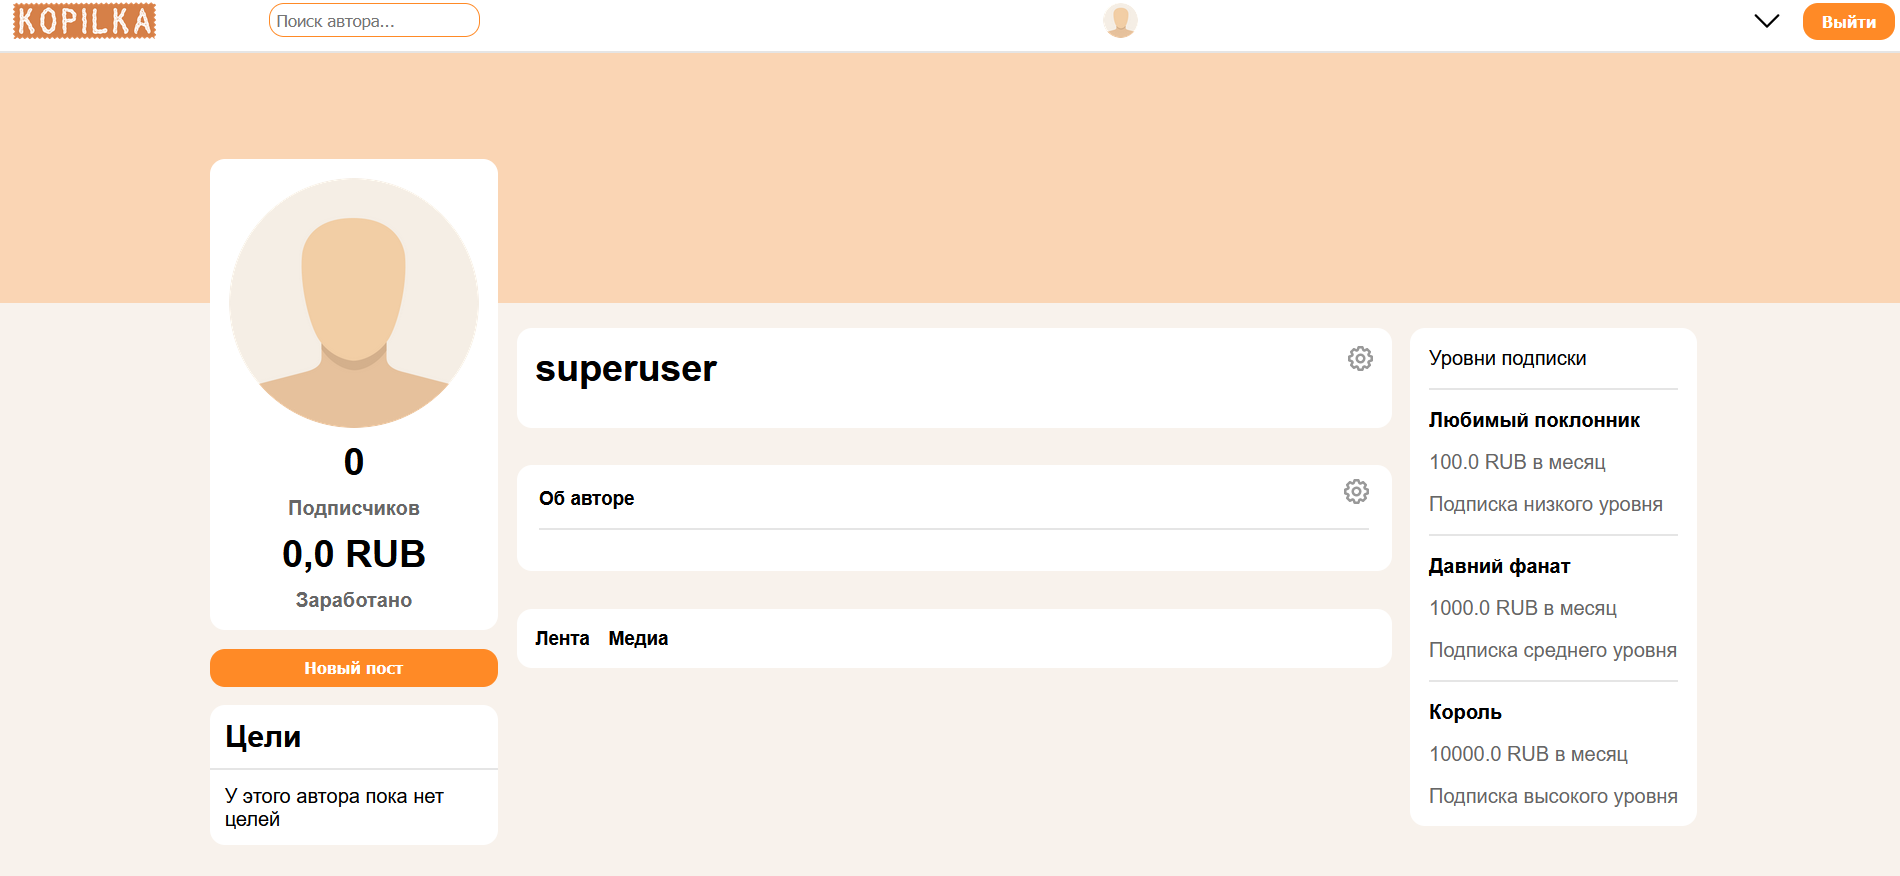 KOPILKA
Поиск автора...
Выйти
0
Подписчиков
0,0 RUB
Заработано
Новый пост
Цели
У этого автора пока нет
целей
superuser
Об авторе
Лента Медиа
Уровни подписки
Любимый поклонник
100.0 RUB в месяц
Подписка низкого уровня
Давний фанат
1000.0 RUB в месяц
Подписка среднего уровня
Король
10000.0 RUB в месяц
Подписка высокого уровня